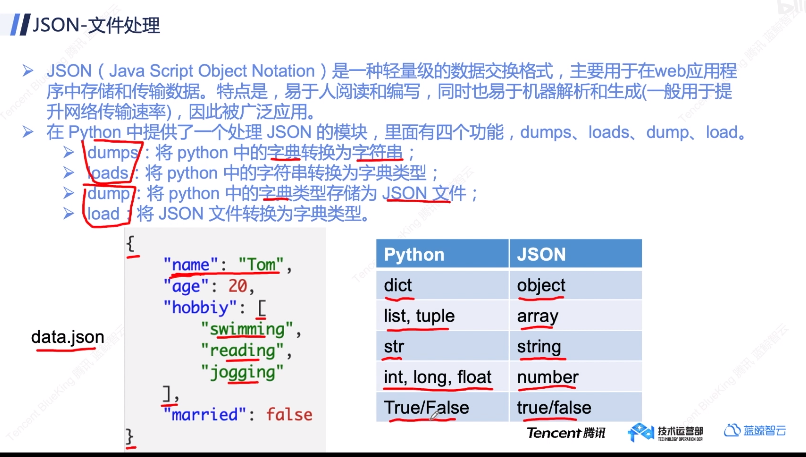 JSON-文件处理
JSON（Java Script Object Notation）是一种轻量级的数据交换格式，主要用于在web应用程
序中存储和传输数据。特点是，易于人阅读和编写，同时也易于机器解析和生成(一般用于提
升网络传输速率)，因此被广泛应用。
在 Python 中提供了一个处理 JSON 的模块，里面有四个功能，dumps、loads、dump、load。
dumps：将 python 中的字典转换为字符串；
loads：将 python 中的字符串转换为字典类型；
dump：将 python 中的字典类型存储为 JSON 文件；
load：将 JSON 文件转换为字典类型。
data.json
{
"name": "Tom",
"age": 20,
"hobbiy": [
"swimming",
"reading",
"jogging"
],
"married": false
}
Python JSON
dict object
list, tuple array
str string
int, long, float number
True/False true/false
Tencent 腾讯 技术运营部 TECHNOLOGY OPERATION DEP 蓝鲸智云